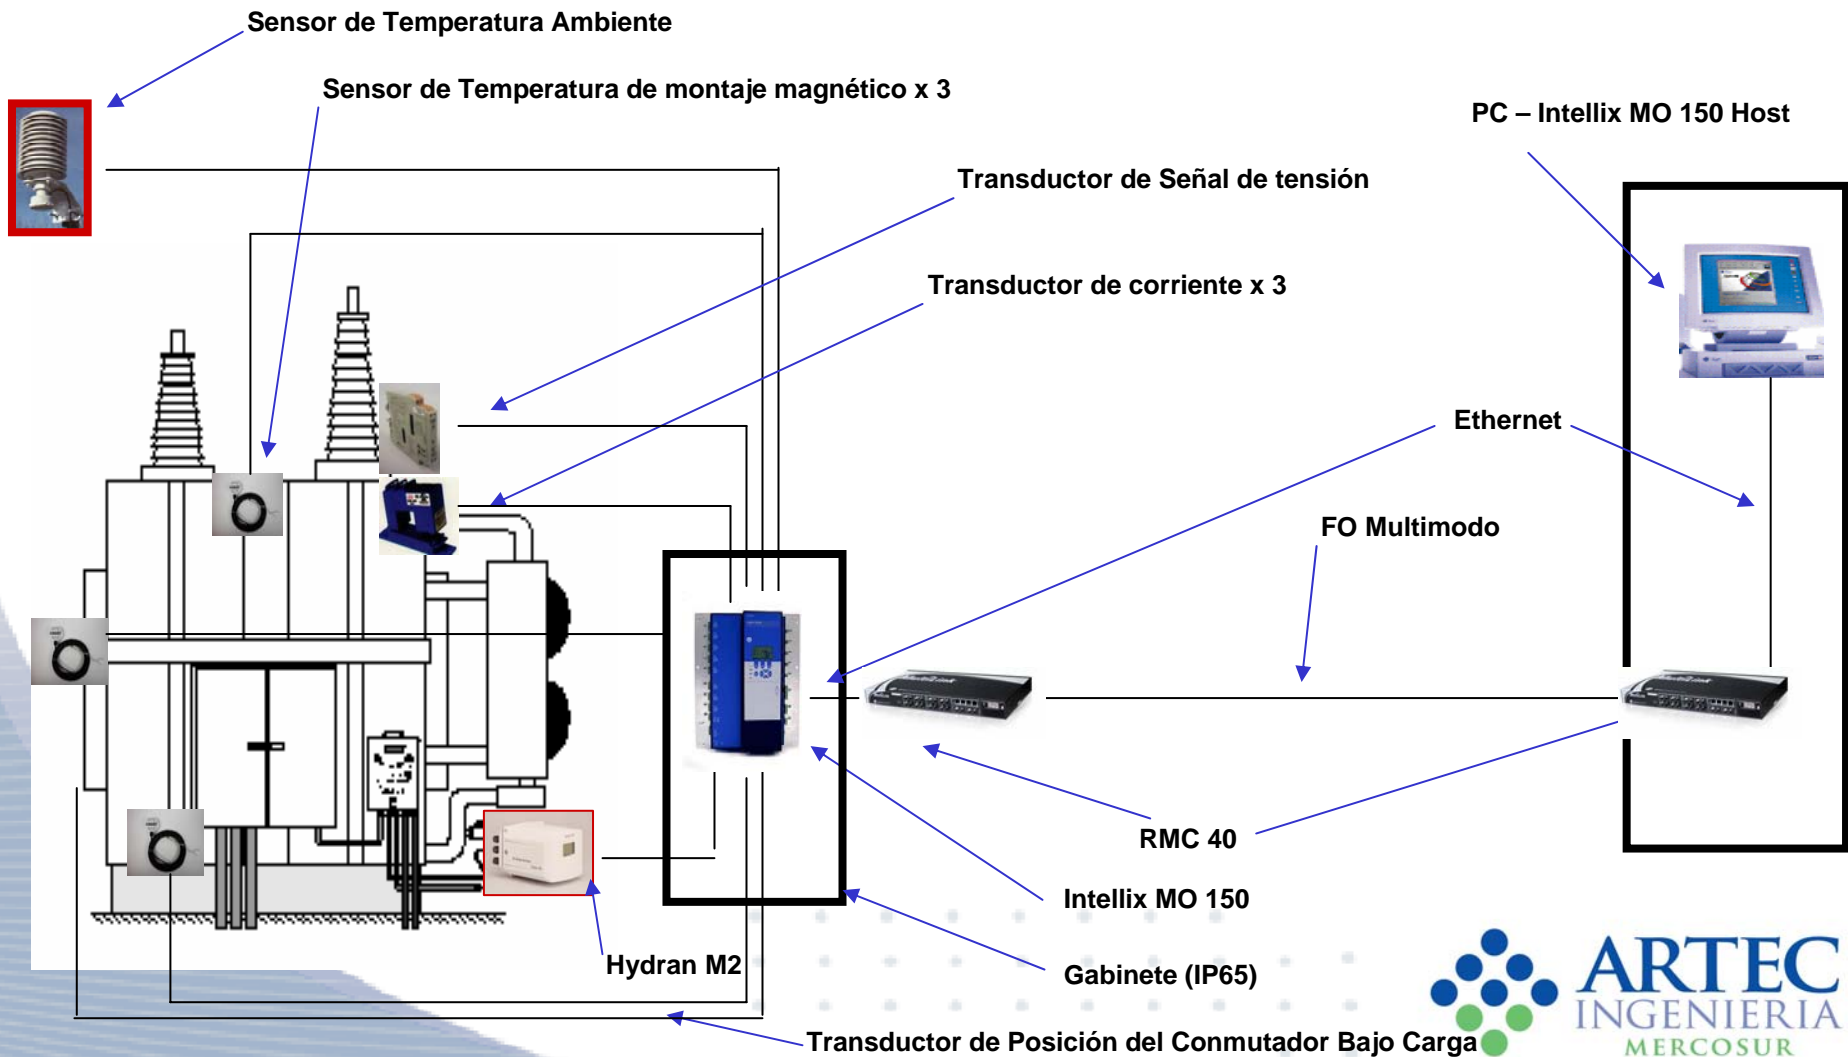 Sensor de Temperatura Ambiente
Sensor de Temperatura de montaje magnético x 3
PC – Intellix MO 150 Host
Transductor de Señal de tensión
Transductor de corriente x 3
Ethernet
FO Multimodo
RMC 40
Intellix MO 150
Hydran M2
Gabinete (IP65)
Transductor de Posición del Conmutador Bajo Carga
ARTEC
INGENIERIA
MERCOSUR